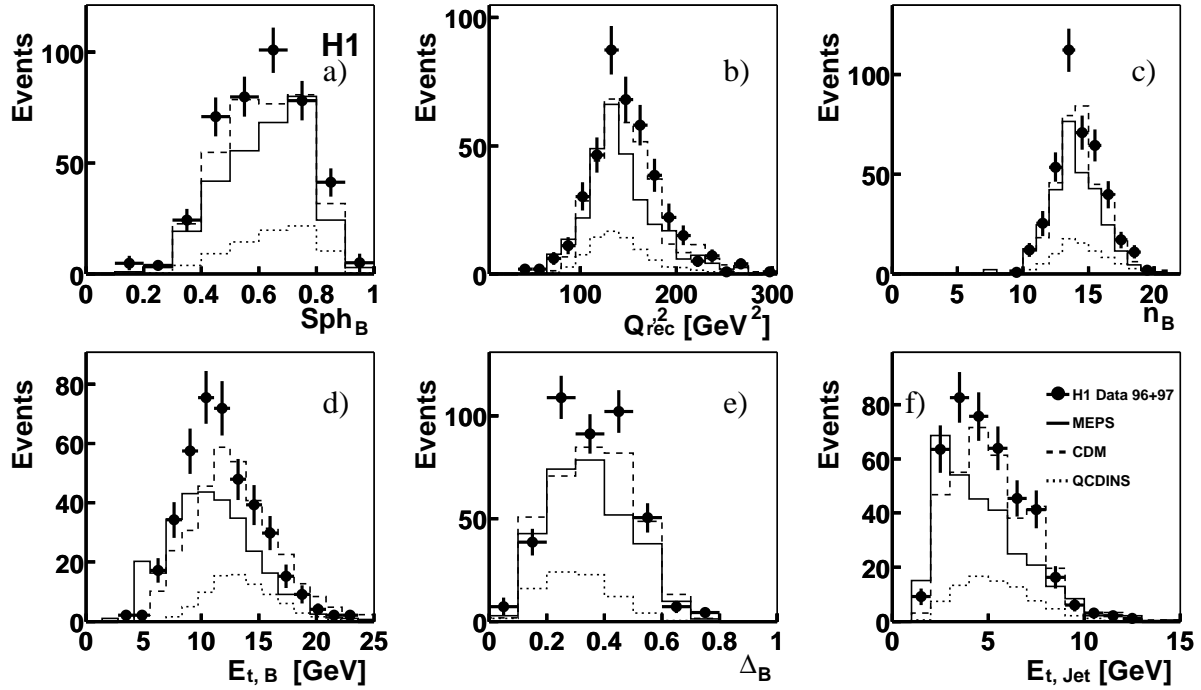 Events
100
50
0
H1
a)
0 0.2 0.4 0.6 0.8 1
Sph_B
Events
100
50
0
b)
100 200 300
Q'^2_rec [GeV^2]
Events
100
50
0
c)
0 5 10 15 20
n_B
Events
80
60
40
20
0
d)
0 5 10 15 20 25
E_t, B [GeV]
Events
100
50
0
e)
0 0.2 0.4 0.6 0.8 1
Δ_B
Events
80
60
40
20
0
f)
H1 Data 96+97
MEPS
CDM
QCDINS
0 5 10 15
E_t, Jet [GeV]